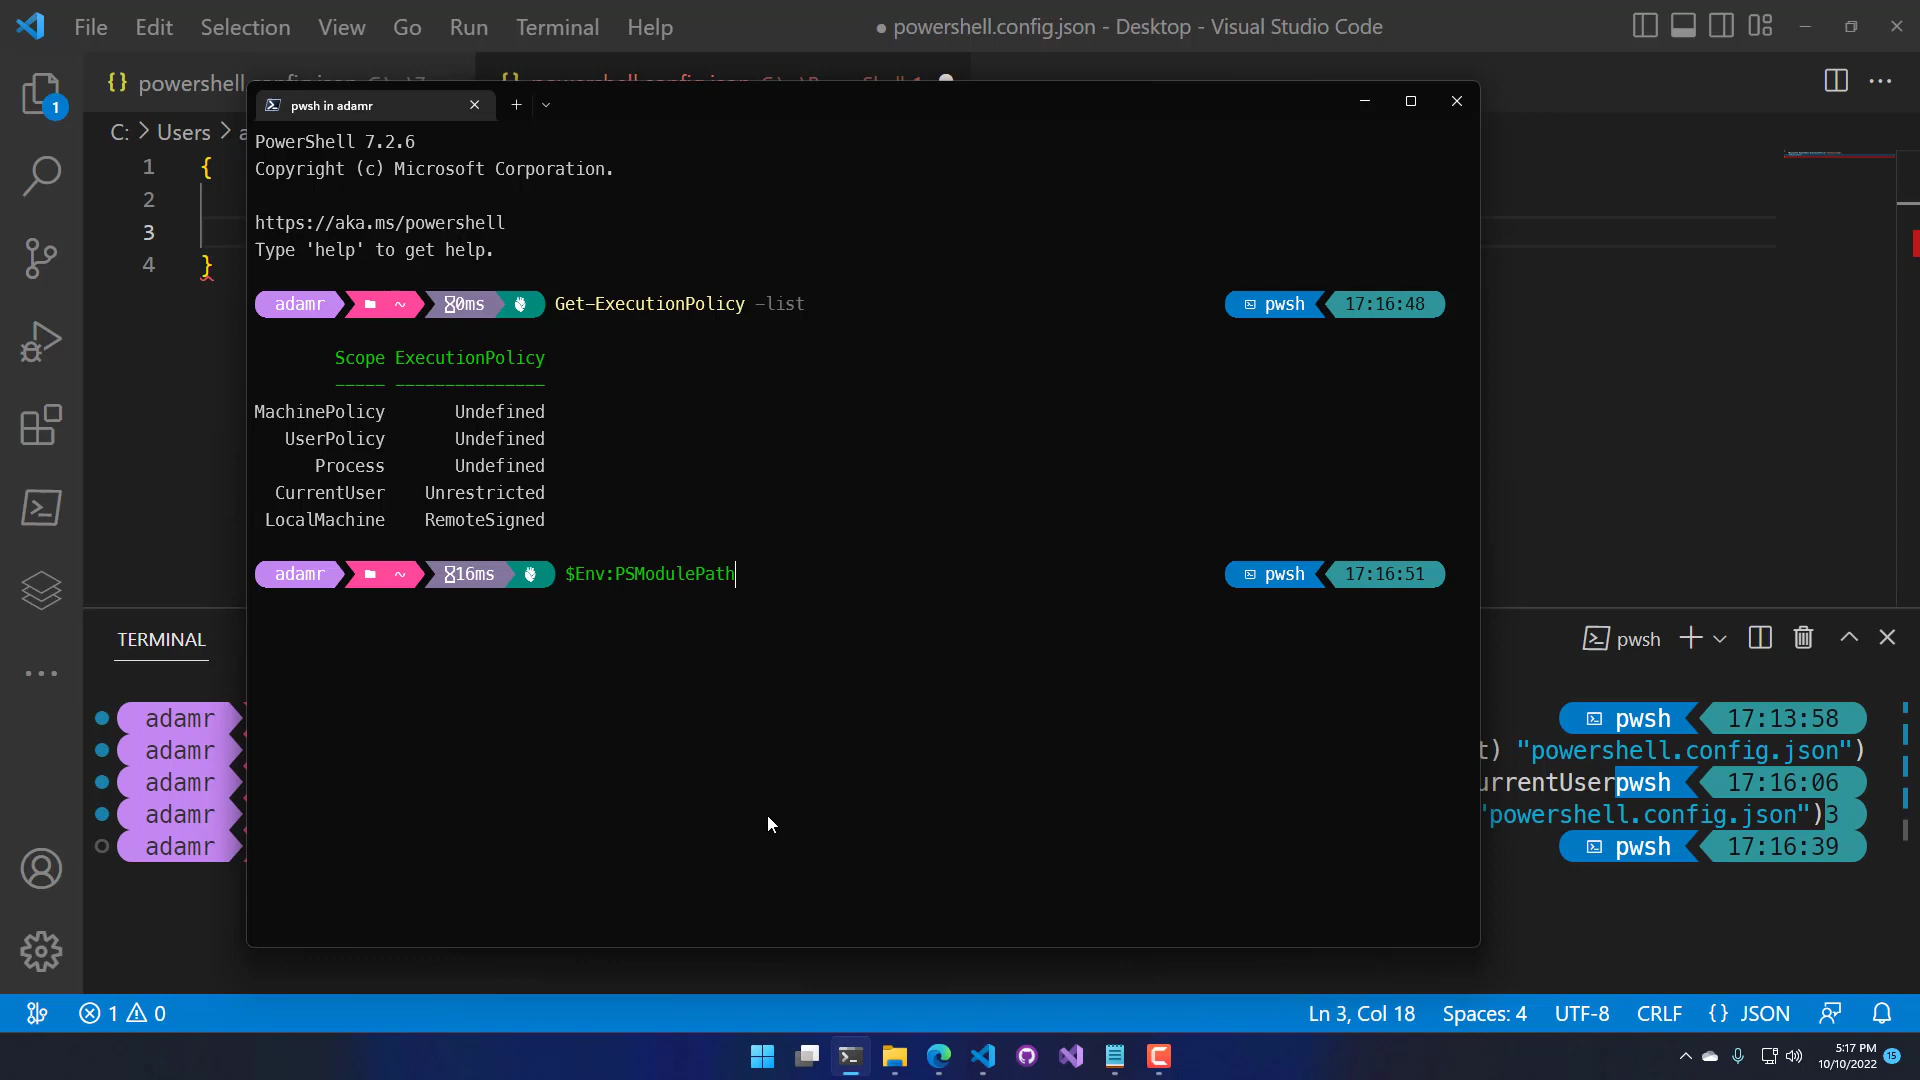 File Edit Selection View Go Run Terminal Help
● powershell.config.json - Desktop - Visual Studio Code
{} powershell
pwsh in adamr
1
C: > Users > a
PowerShell 7.2.6
Copyright (c) Microsoft Corporation.
https://aka.ms/powershell
Type 'help' to get help.
1 {
2
3
4 }
adamr ~ 0ms Get-ExecutionPolicy -list pwsh 17:16:48
Scope ExecutionPolicy
----- ---------------
MachinePolicy Undefined
UserPolicy Undefined
Process Undefined
CurrentUser Unrestricted
LocalMachine RemoteSigned
adamr ~ 16ms $Env:PSModulePath pwsh 17:16:51
TERMINAL
pwsh
adamr pwsh 17:13:58
adamr t) "powershell.config.json")
adamr urrentUserpwsh 17:16:06
adamr "powershell.config.json")3
adamr pwsh 17:16:39
1 0
Ln 3, Col 18 Spaces: 4 UTF-8 CRLF {} JSON
5:17 PM
10/10/2022
15